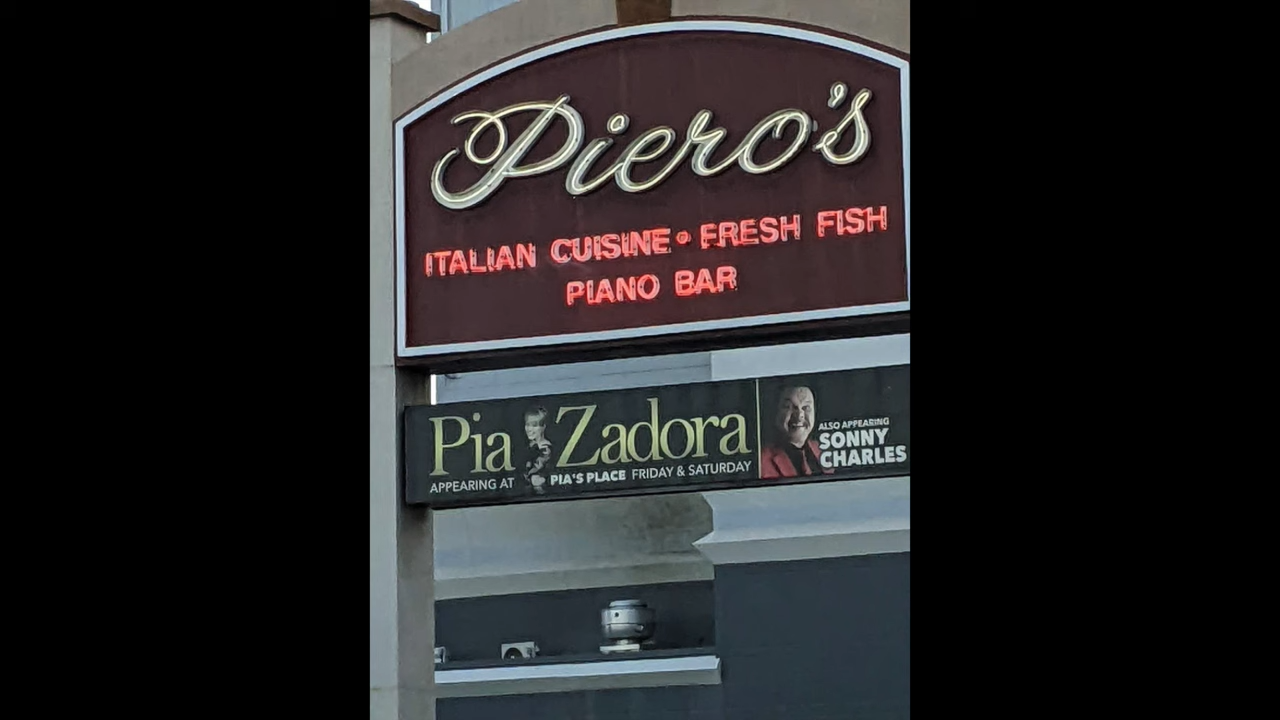 Piero's
ITALIAN CUISINE • FRESH FISH
PIANO BAR
Pia Zadora
APPEARING AT PIA'S PLACE FRIDAY & SATURDAY
ALSO APPEARING
SONNY
CHARLES